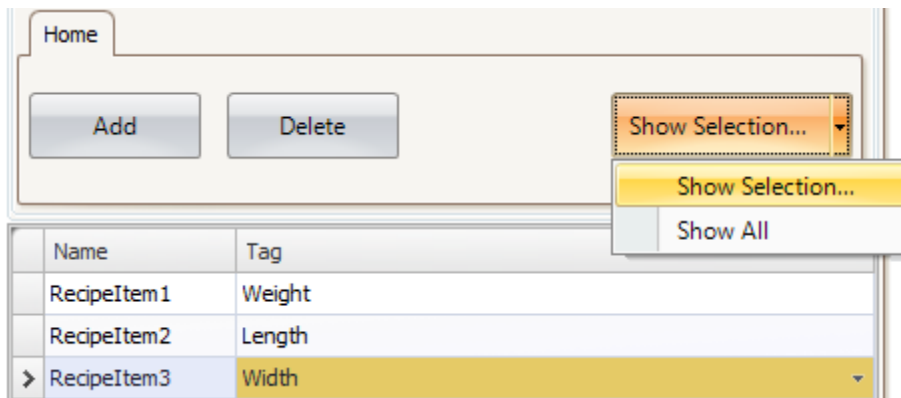 Home
Add Delete Show Selection...
Show Selection...
Show All
Name Tag
RecipeItem1 Weight
RecipeItem2 Length
RecipeItem3 Width